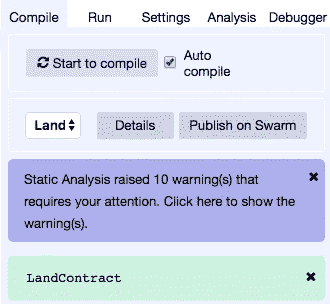 Compile Run Settings Analysis Debugger
Start to compile Auto
compile
Land Details Publish on Swarm
Static Analysis raised 10 warning(s) that
requires your attention. Click here to show the
warning(s).
LandContract